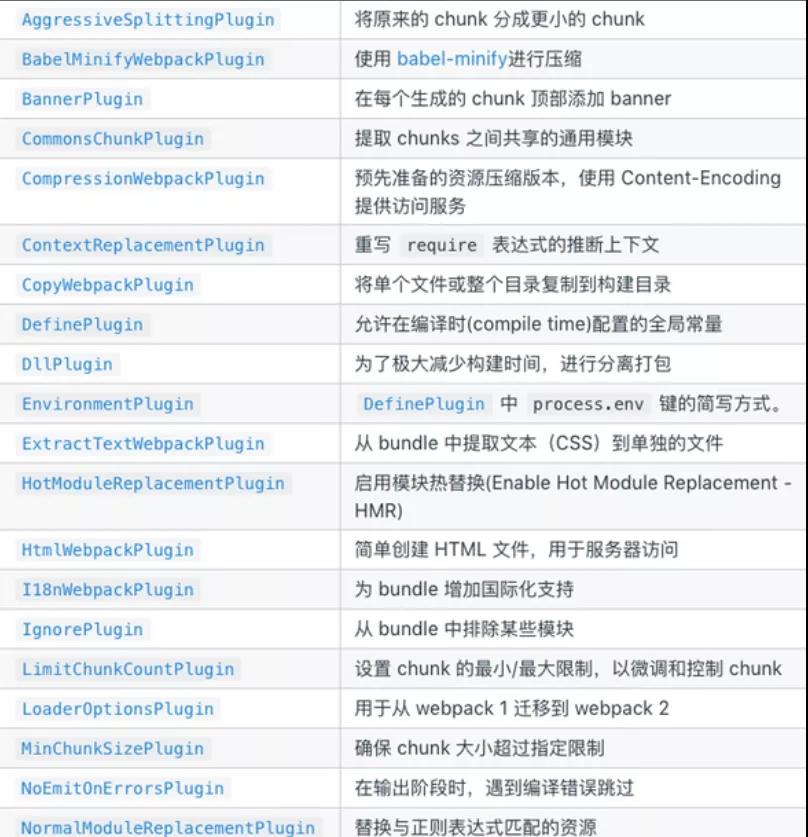 AggressiveSplittingPlugin 将原来的 chunk 分成更小的 chunk
BabelMinifyWebpackPlugin 使用 babel-minify进行压缩
BannerPlugin 在每个生成的 chunk 顶部添加 banner
CommonsChunkPlugin 提取 chunks 之间共享的通用模块
CompressionWebpackPlugin 预先准备的资源压缩版本，使用 Content-Encoding
提供访问服务
ContextReplacementPlugin 重写 require 表达式的推断上下文
CopyWebpackPlugin 将单个文件或整个目录复制到构建目录
DefinePlugin 允许在编译时(compile time)配置的全局常量
DllPlugin 为了极大减少构建时间，进行分离打包
EnvironmentPlugin DefinePlugin 中 process.env 键的简写方式。
ExtractTextWebpackPlugin 从 bundle 中提取文本（CSS）到单独的文件
HotModuleReplacementPlugin 启用模块热替换(Enable Hot Module Replacement -
HMR)
HtmlWebpackPlugin 简单创建 HTML 文件，用于服务器访问
I18nWebpackPlugin 为 bundle 增加国际化支持
IgnorePlugin 从 bundle 中排除某些模块
LimitChunkCountPlugin 设置 chunk 的最小/最大限制，以微调和控制 chunk
LoaderOptionsPlugin 用于从 webpack 1 迁移到 webpack 2
MinChunkSizePlugin 确保 chunk 大小超过指定限制
NoEmitOnErrorsPlugin 在输出阶段时，遇到编译错误跳过
NormalModuleReplacementPlugin 替换与正则表达式匹配的资源